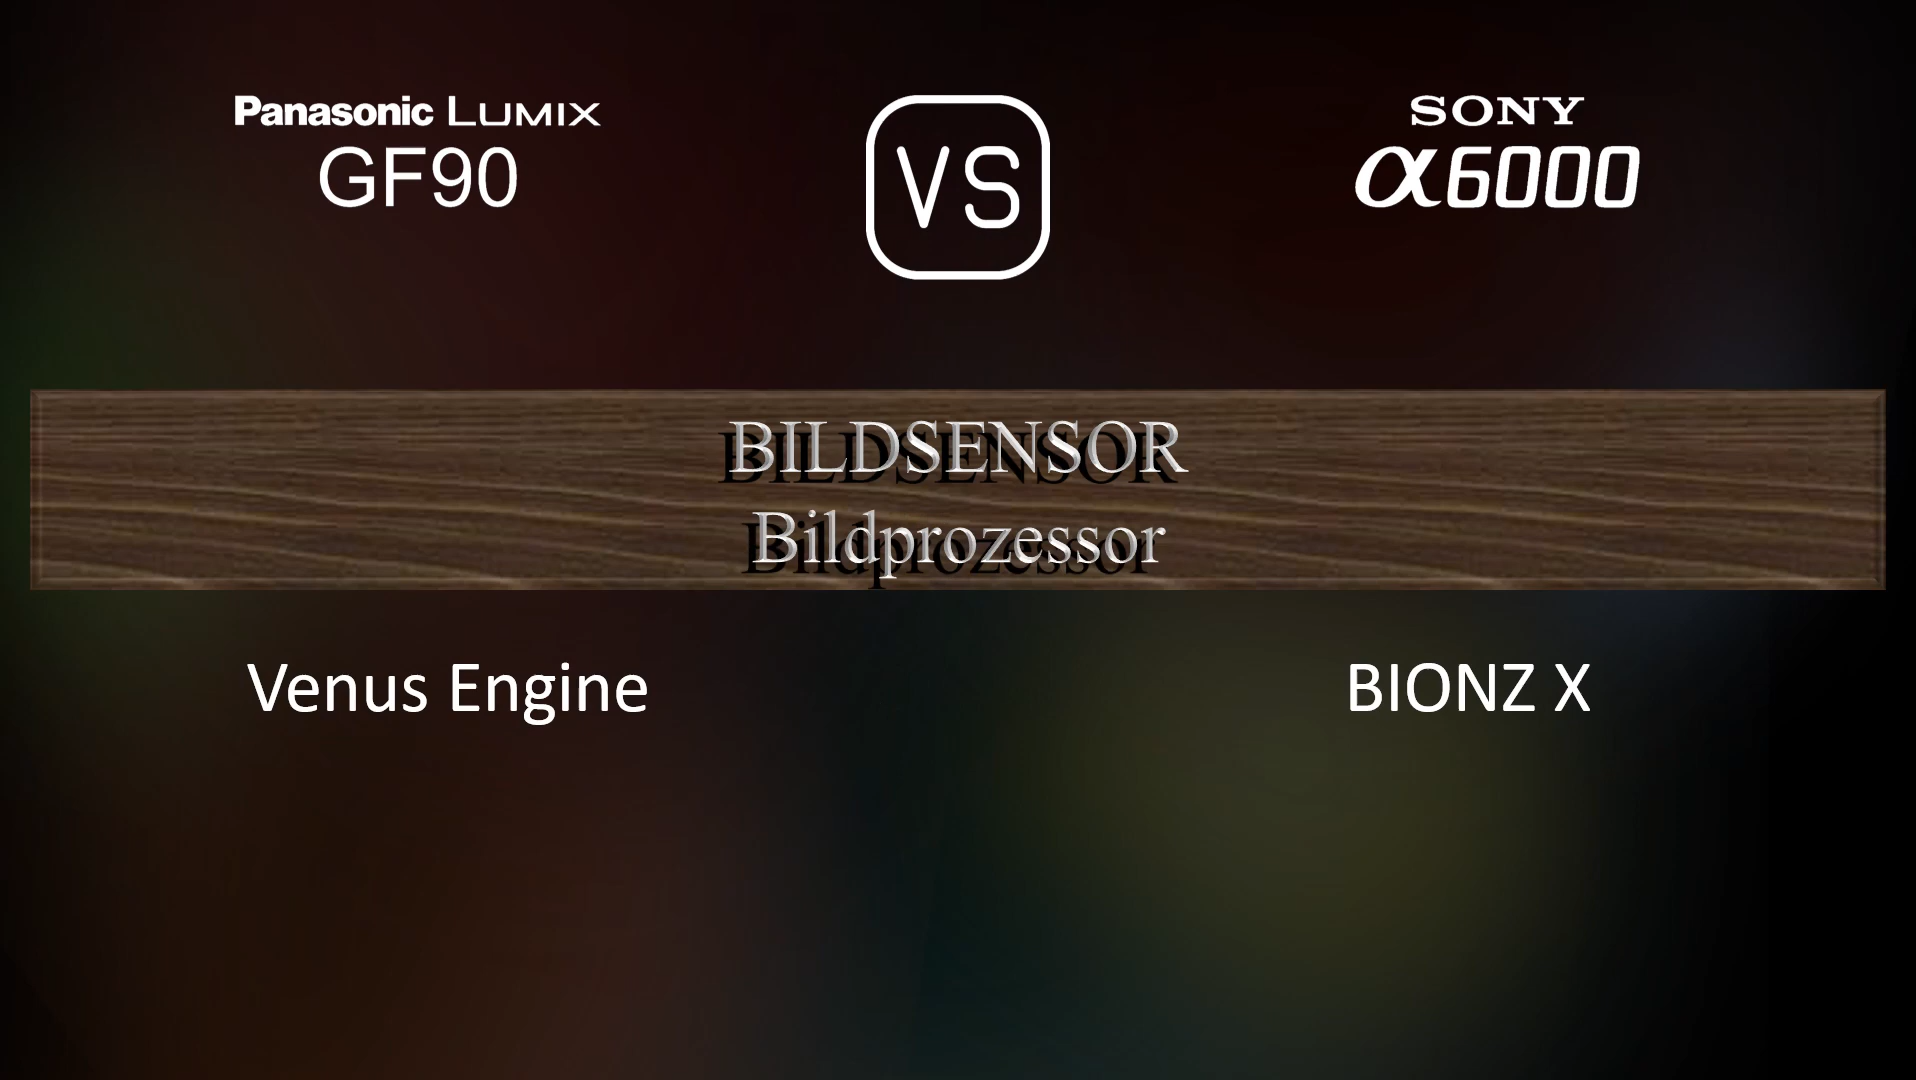 Panasonic LUMIX
GF90
VS
SONY
α6000
BILDSENSOR
Bildprozessor
Venus Engine
BIONZ X